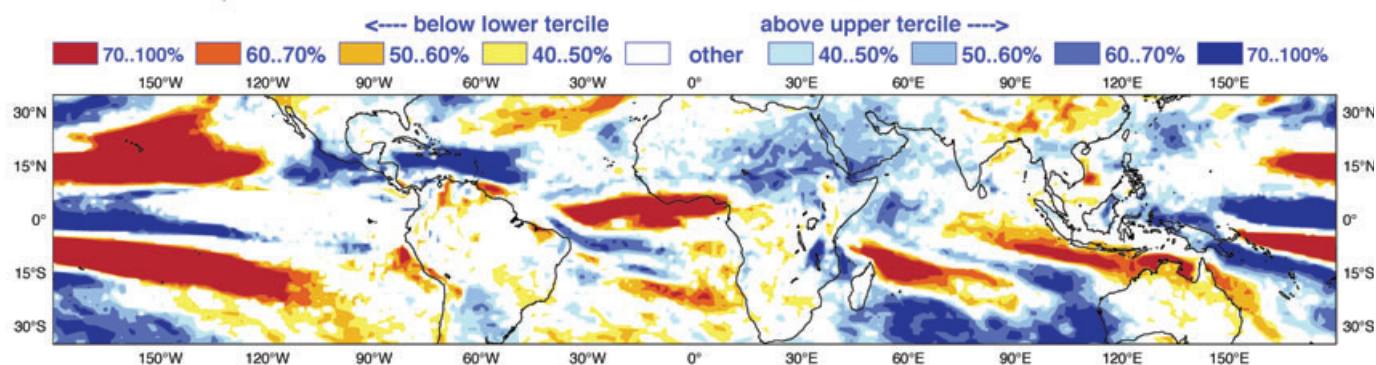 <---- below lower tercile above upper tercile ---->
70..100% 60..70% 50..60% 40..50% other 40..50% 50..60% 60..70% 70..100%
150°W 120°W 90°W 60°W 30°W 0° 30°E 60°E 90°E 120°E 150°E
30°N 30°N
15°N 15°N
0° 0°
15°S 15°S
30°S 30°S
150°W 120°W 90°W 60°W 30°W 0° 30°E 60°E 90°E 120°E 150°E